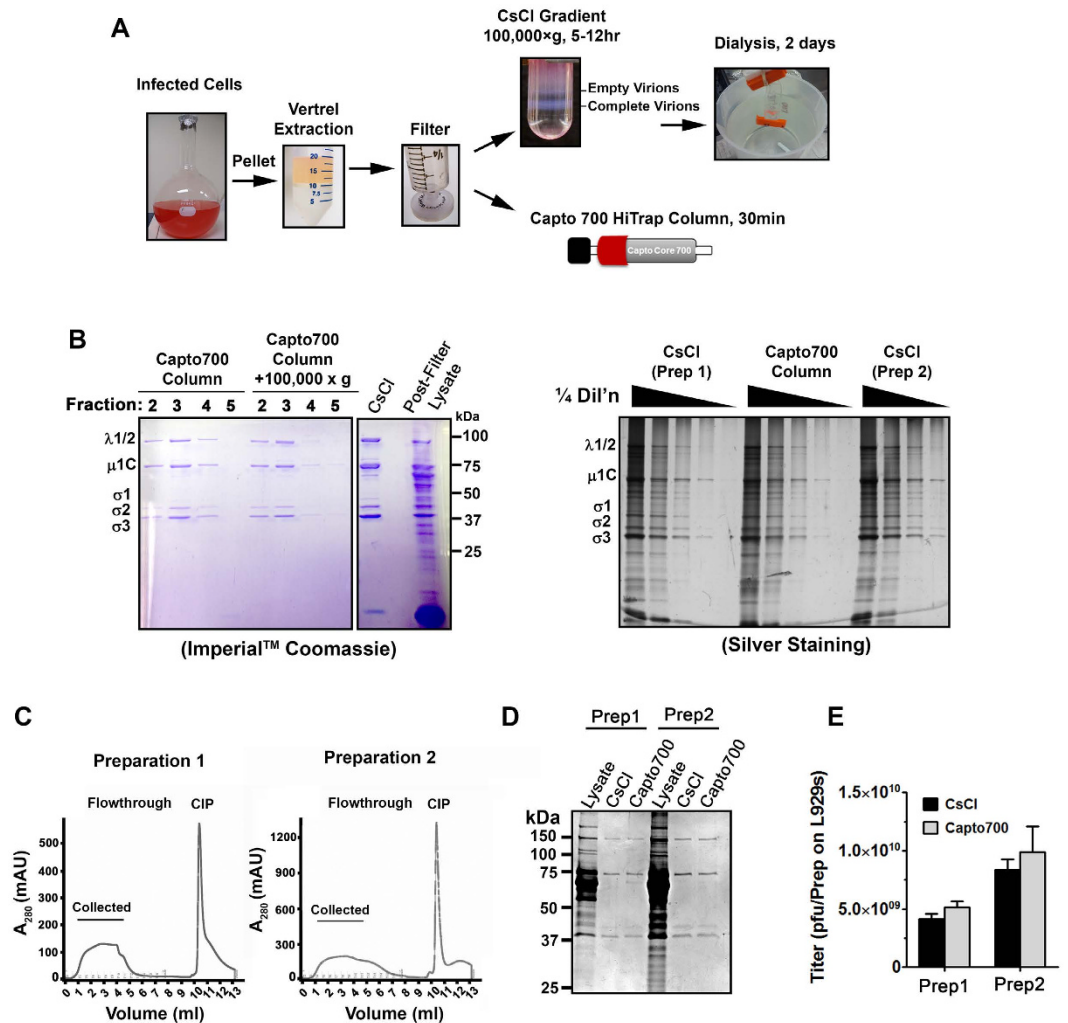 A
Infected Cells
Pellet
Vertrel
Extraction
20
15
10
7.5
5
Filter
CsCl Gradient
100,000×g, 5-12hr
Empty Virions
Complete Virions
Dialysis, 2 days
Capto 700 HiTrap Column, 30min
Capto Core 700
B
Capto700
Column
Capto700
Column
+100,000 x g
CsCl
Post-Filter
Lysate
Fraction: 2 3 4 5 2 3 4 5
kDa
λ1/2
μ1C
σ1
σ2
σ3
100
75
50
37
25
(Imperial™ Coomassie)
CsCl
(Prep 1)
Capto700
Column
CsCl
(Prep 2)
¼ Dil'n
λ1/2
μ1C
σ1
σ2
σ3
(Silver Staining)
C
Preparation 1
Flowthrough
CIP
Collected
A280 (mAU)
500
400
300
200
100
0
0 1 2 3 4 5 6 7 8 9 10 11 12 13
Volume (ml)
Preparation 2
Flowthrough
CIP
Collected
A280 (mAU)
1200
900
600
300
0
0 1 2 3 4 5 6 7 8 9 10 11 12 13
Volume (ml)
D
Prep1
Prep2
Lysate
CsCl
Capto700
Lysate
CsCl
Capto700
kDa
150
100
75
50
37
25
E
Titer (pfu/Prep on L929s)
1.5×10¹⁰
1.0×10¹⁰
5.0×10⁰⁹
0.0
CsCl
Capto700
Prep1
Prep2